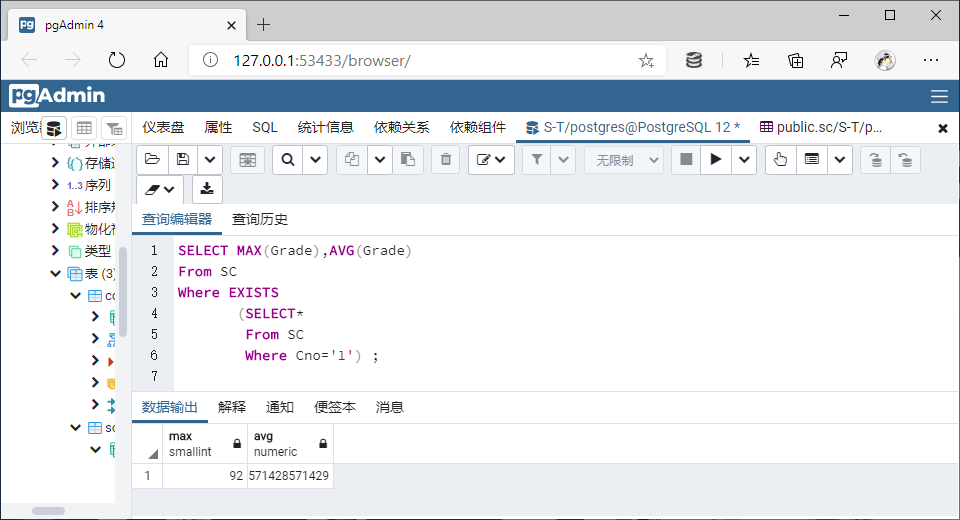 pgAdmin 4
127.0.0.1:53433/browser/
pgAdmin
浏览器 仪表盘 属性 SQL 统计信息 依赖关系 依赖组件 S-T/postgres@PostgreSQL 12 * public.sc/S-T/p...
存储过
1..3 序列
排序规
物化视
类型
表 (3)
co
sc
无限制
查询编辑器 查询历史
1 SELECT MAX(Grade),AVG(Grade)
2 From SC
3 Where EXISTS
4 (SELECT*
5 From SC
6 Where Cno='1') ;
7
数据输出 解释 通知 便签本 消息
max avg
smallint numeric
1 92 571428571429